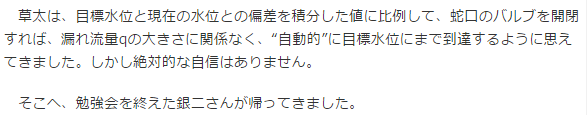 草太は、目標水位と現在の水位との偏差を積分した値に比例して、蛇口のバルブを開閉
すれば、漏れ流量qの大きさに関係なく、“自動的”に目標水位にまで到達するように思え
てきました。しかし絶対的な自信はありません。
　そこへ、勉強会を終えた銀二さんが帰ってきました。